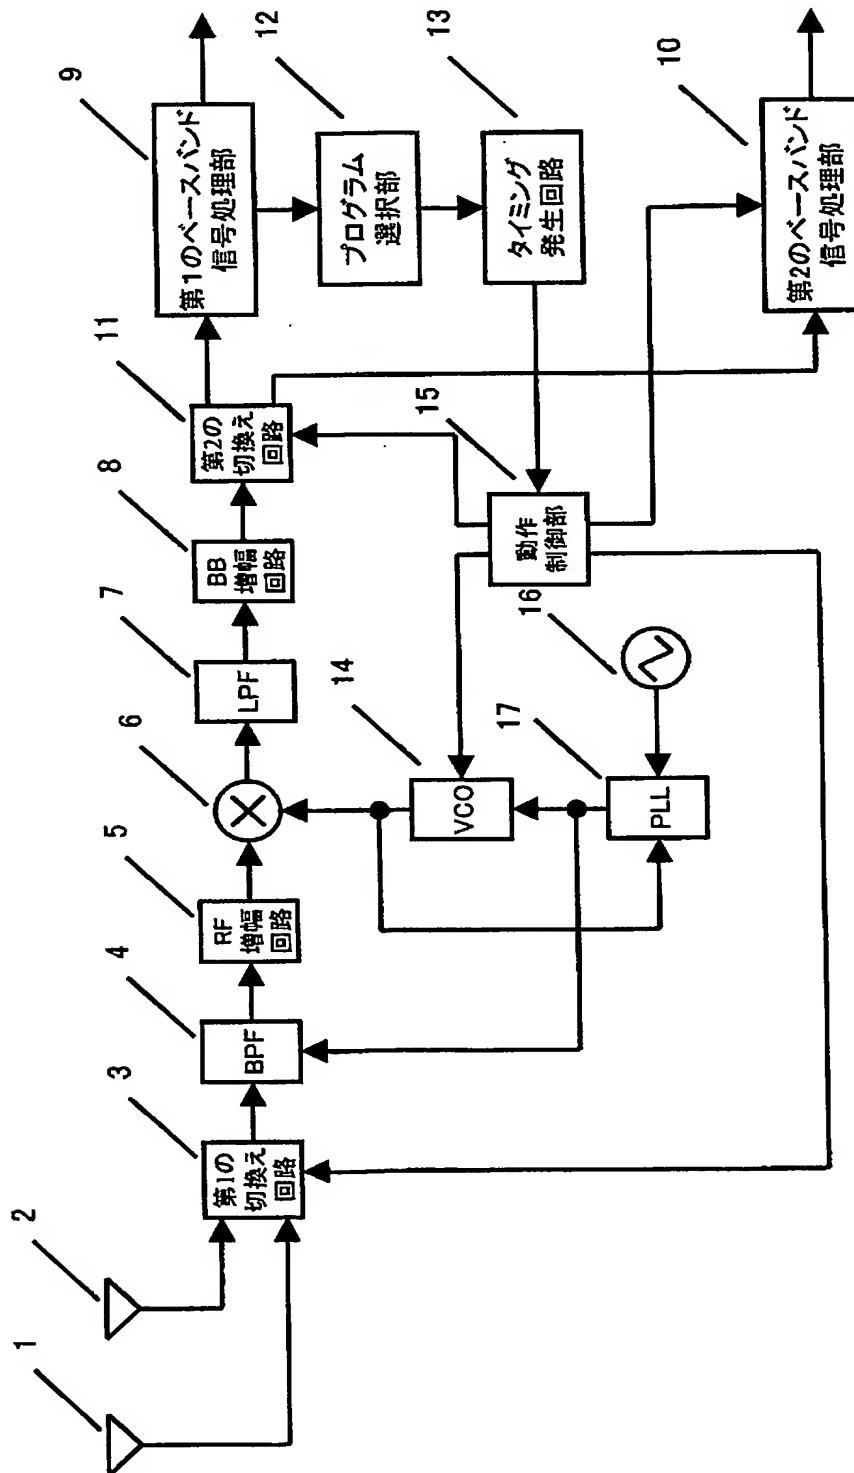 1
2
3
4
5
6
7
8
11
9
12
13
10
15
14
16
17
第1の
切換え
回路
BPF
RF
増幅
回路
LPF
BB
増幅
回路
第2の
切換え
回路
第1のベースバンド
信号処理部
プログラム
選択部
タイミング
発生回路
動作
制御部
VCO
PLL
第2のベースバンド
信号処理部